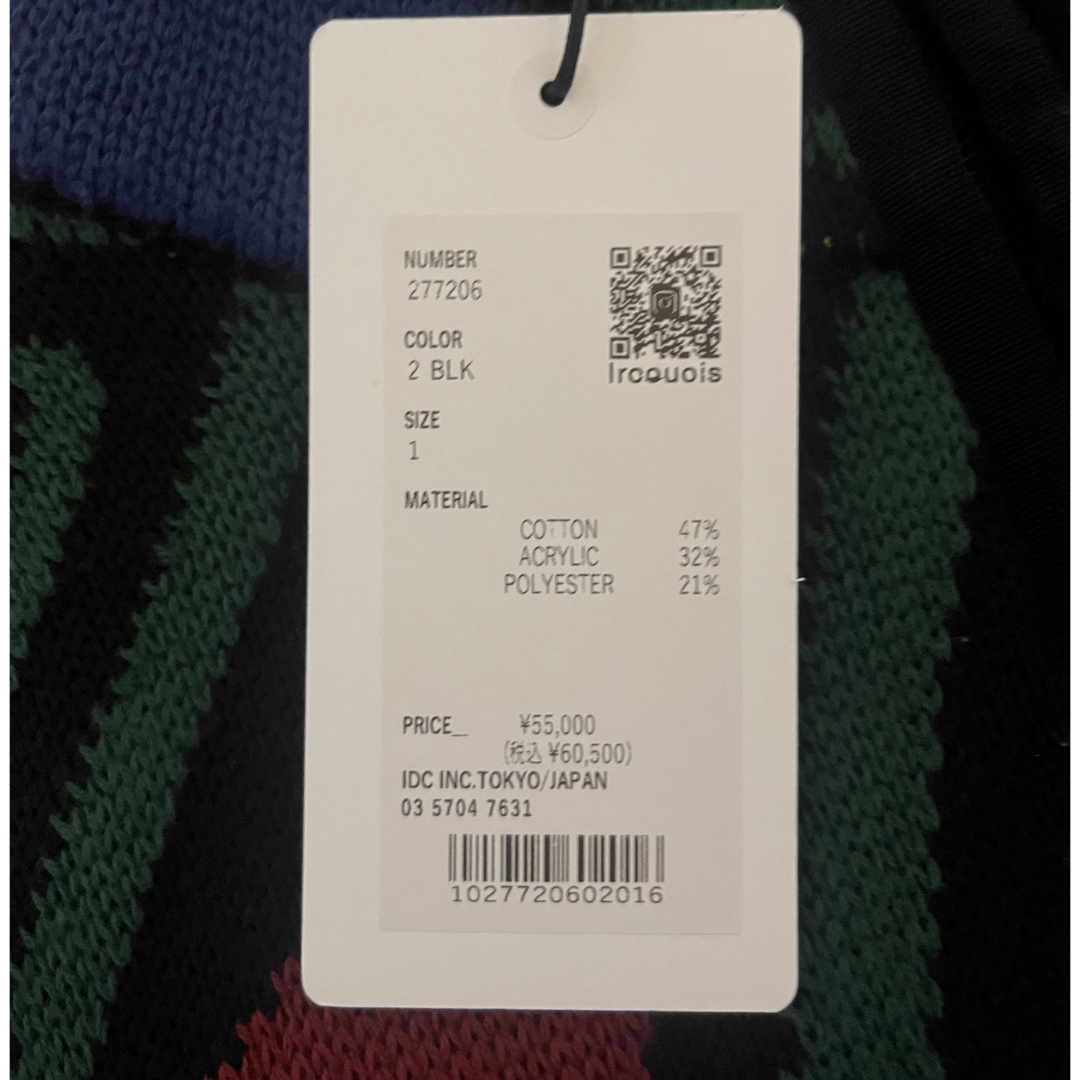 NUMBER
277206
Iroquois
COLOR
2 BLK
SIZE
1
MATERIAL
COTTON 47%
ACRYLIC 32%
POLYESTER 21%
PRICE_ ¥55,000
(税込 ¥60,500)
IDC INC.TOKYO/JAPAN
03 5704 7631
1027720602016